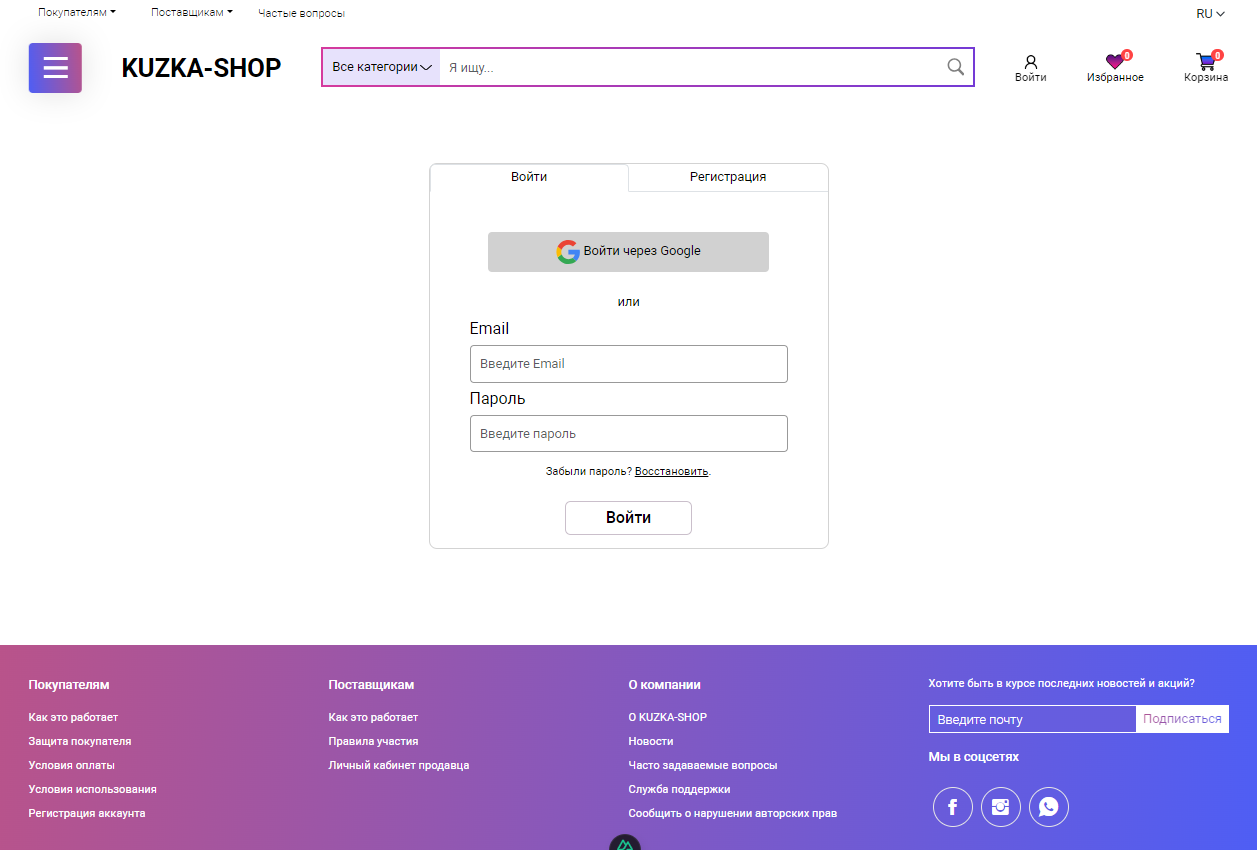 Покупателям
Поставщикам
Частые вопросы
RU
KUZKA-SHOP
Все категории
Я ищу...
Войти
0
Избранное
0
Корзина
Войти
Регистрация
Войти через Google
или
Email
Введите Email
Пароль
Введите пароль
Забыли пароль? Восстановить.
Войти
Покупателям
Как это работает
Защита покупателя
Условия оплаты
Условия использования
Регистрация аккаунта
Поставщикам
Как это работает
Правила участия
Личный кабинет продавца
О компании
О KUZKA-SHOP
Новости
Часто задаваемые вопросы
Служба поддержки
Сообщить о нарушении авторских прав
Хотите быть в курсе последних новостей и акций?
Введите почту
Подписаться
Мы в соцсетях